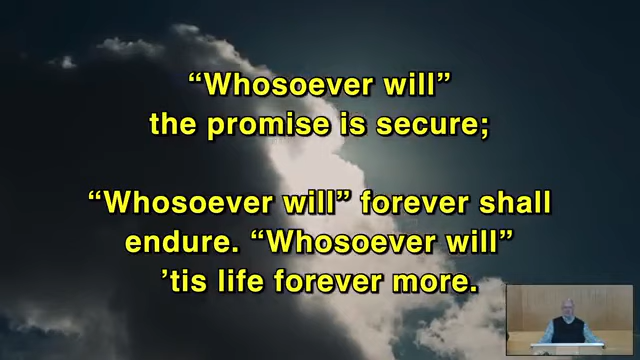 “Whosoever will”
the promise is secure;
“Whosoever will” forever shall
endure. “Whosoever will”
’tis life forever more.